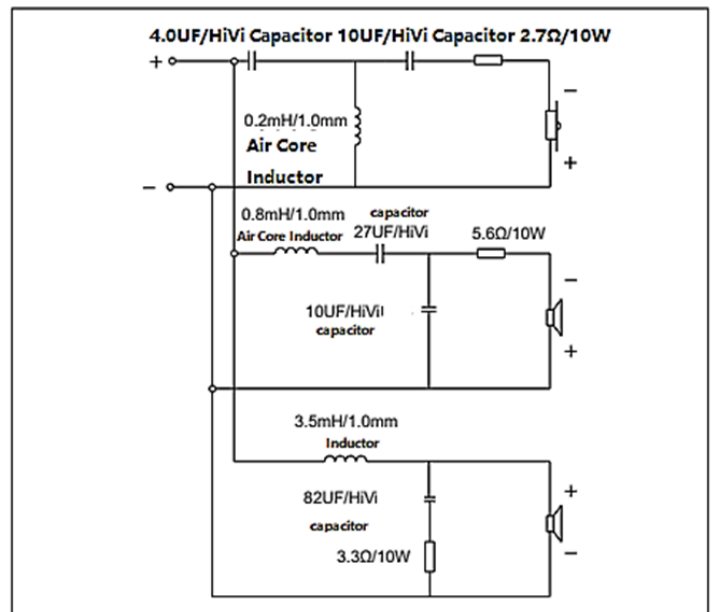 4.0UF/HiVi Capacitor 10UF/HiVi Capacitor 2.7Ω/10W
+
−
0.2mH/1.0mm
Air Core
+
−
Inductor
0.8mH/1.0mm
capacitor
Air Core Inductor 27UF/HiVi
5.6Ω/10W
−
10UF/HiVil
capacitor
+
3.5mH/1.0mm
Inductor
+
82UF/HiVi
capacitor
−
3.3Ω/10W